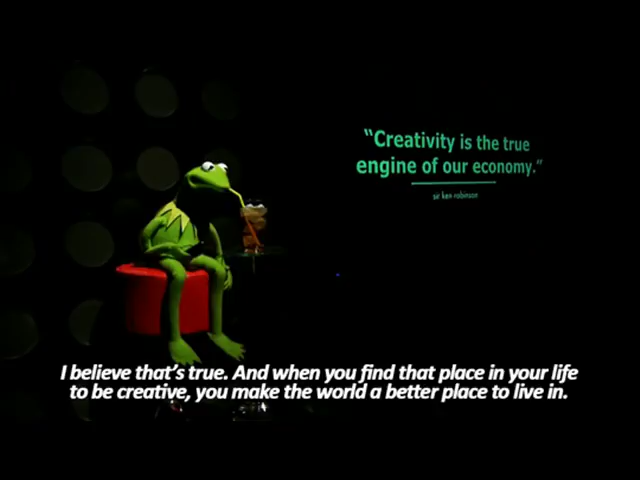 “Creativity is the true
engine of our economy.”
sir ken robinson
I believe that's true. And when you find that place in your life
to be creative, you make the world a better place to live in.